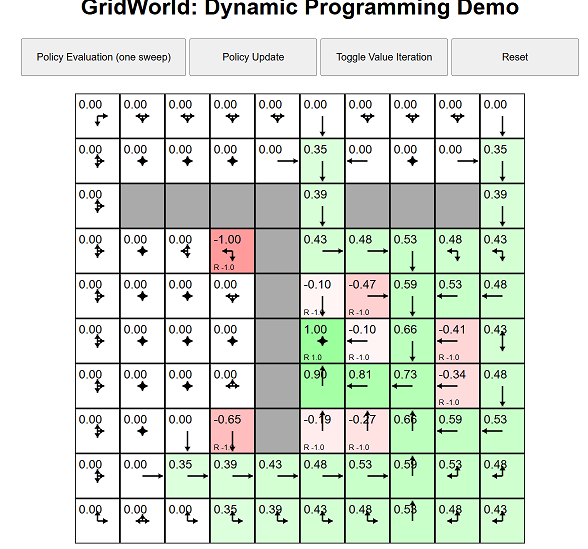 GridWorld: Dynamic Programming Demo
Policy Evaluation (one sweep) Policy Update Toggle Value Iteration Reset
0.00 0.00 0.00 0.00 0.00 0.00 0.00 0.00 0.00 0.00
0.00 0.00 0.00 0.00 0.00 0.35 0.00 0.00 0.00 0.35
0.00 0.39 0.39
0.00 0.00 0.00 -1.00 0.43 0.48 0.53 0.48 0.43
R -1.0
0.00 0.00 0.00 0.00 -0.10 -0.47 0.59 0.53 0.48
R -1.0 R -1.0
0.00 0.00 0.00 0.00 1.00 -0.10 0.66 -0.41 0.43
R 1.0 R -1.0 R -1.0
0.00 0.00 0.00 0.00 0.90 0.81 0.73 -0.34 0.48
R -1.0
0.00 0.00 0.00 -0.65 -0.19 -0.27 0.66 0.59 0.53
R -1.0 R -1.0 R -1.0
0.00 0.00 0.35 0.39 0.43 0.48 0.53 0.59 0.53 0.48
0.00 0.00 0.00 0.35 0.39 0.43 0.48 0.53 0.48 0.43